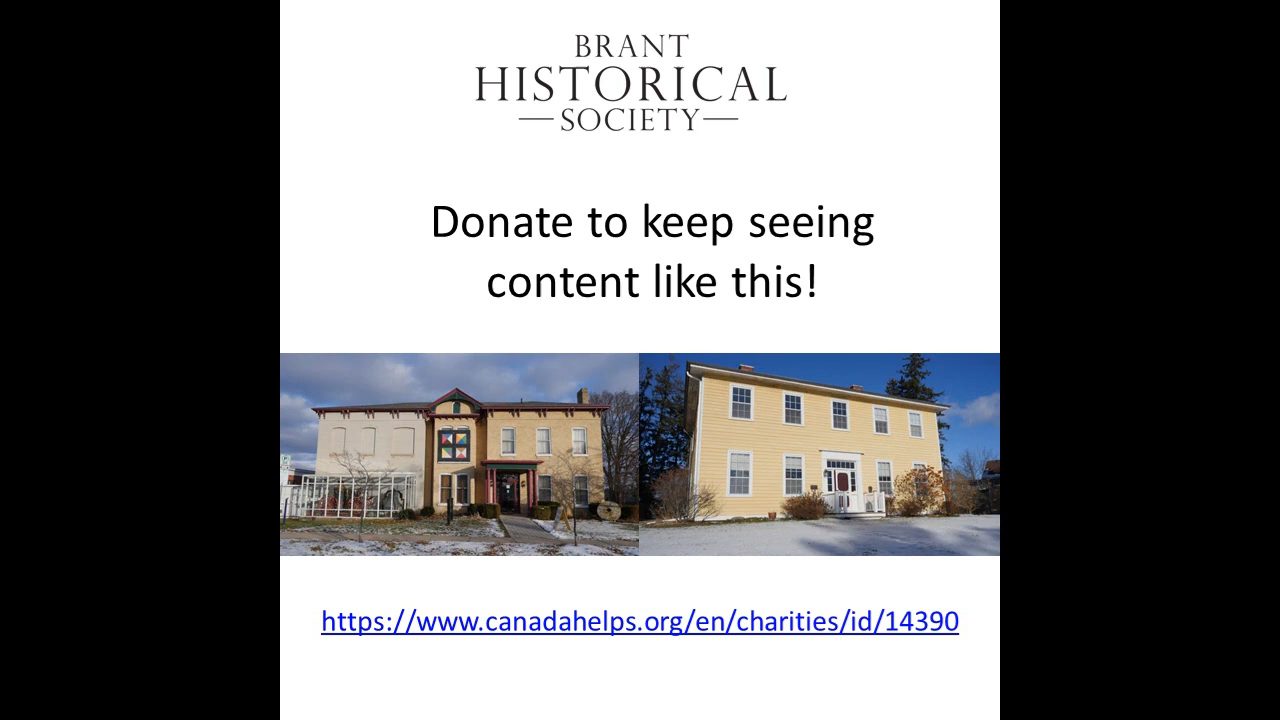 BRANT
HISTORICAL
SOCIETY
Donate to keep seeing
content like this!
https://www.canadahelps.org/en/charities/id/14390